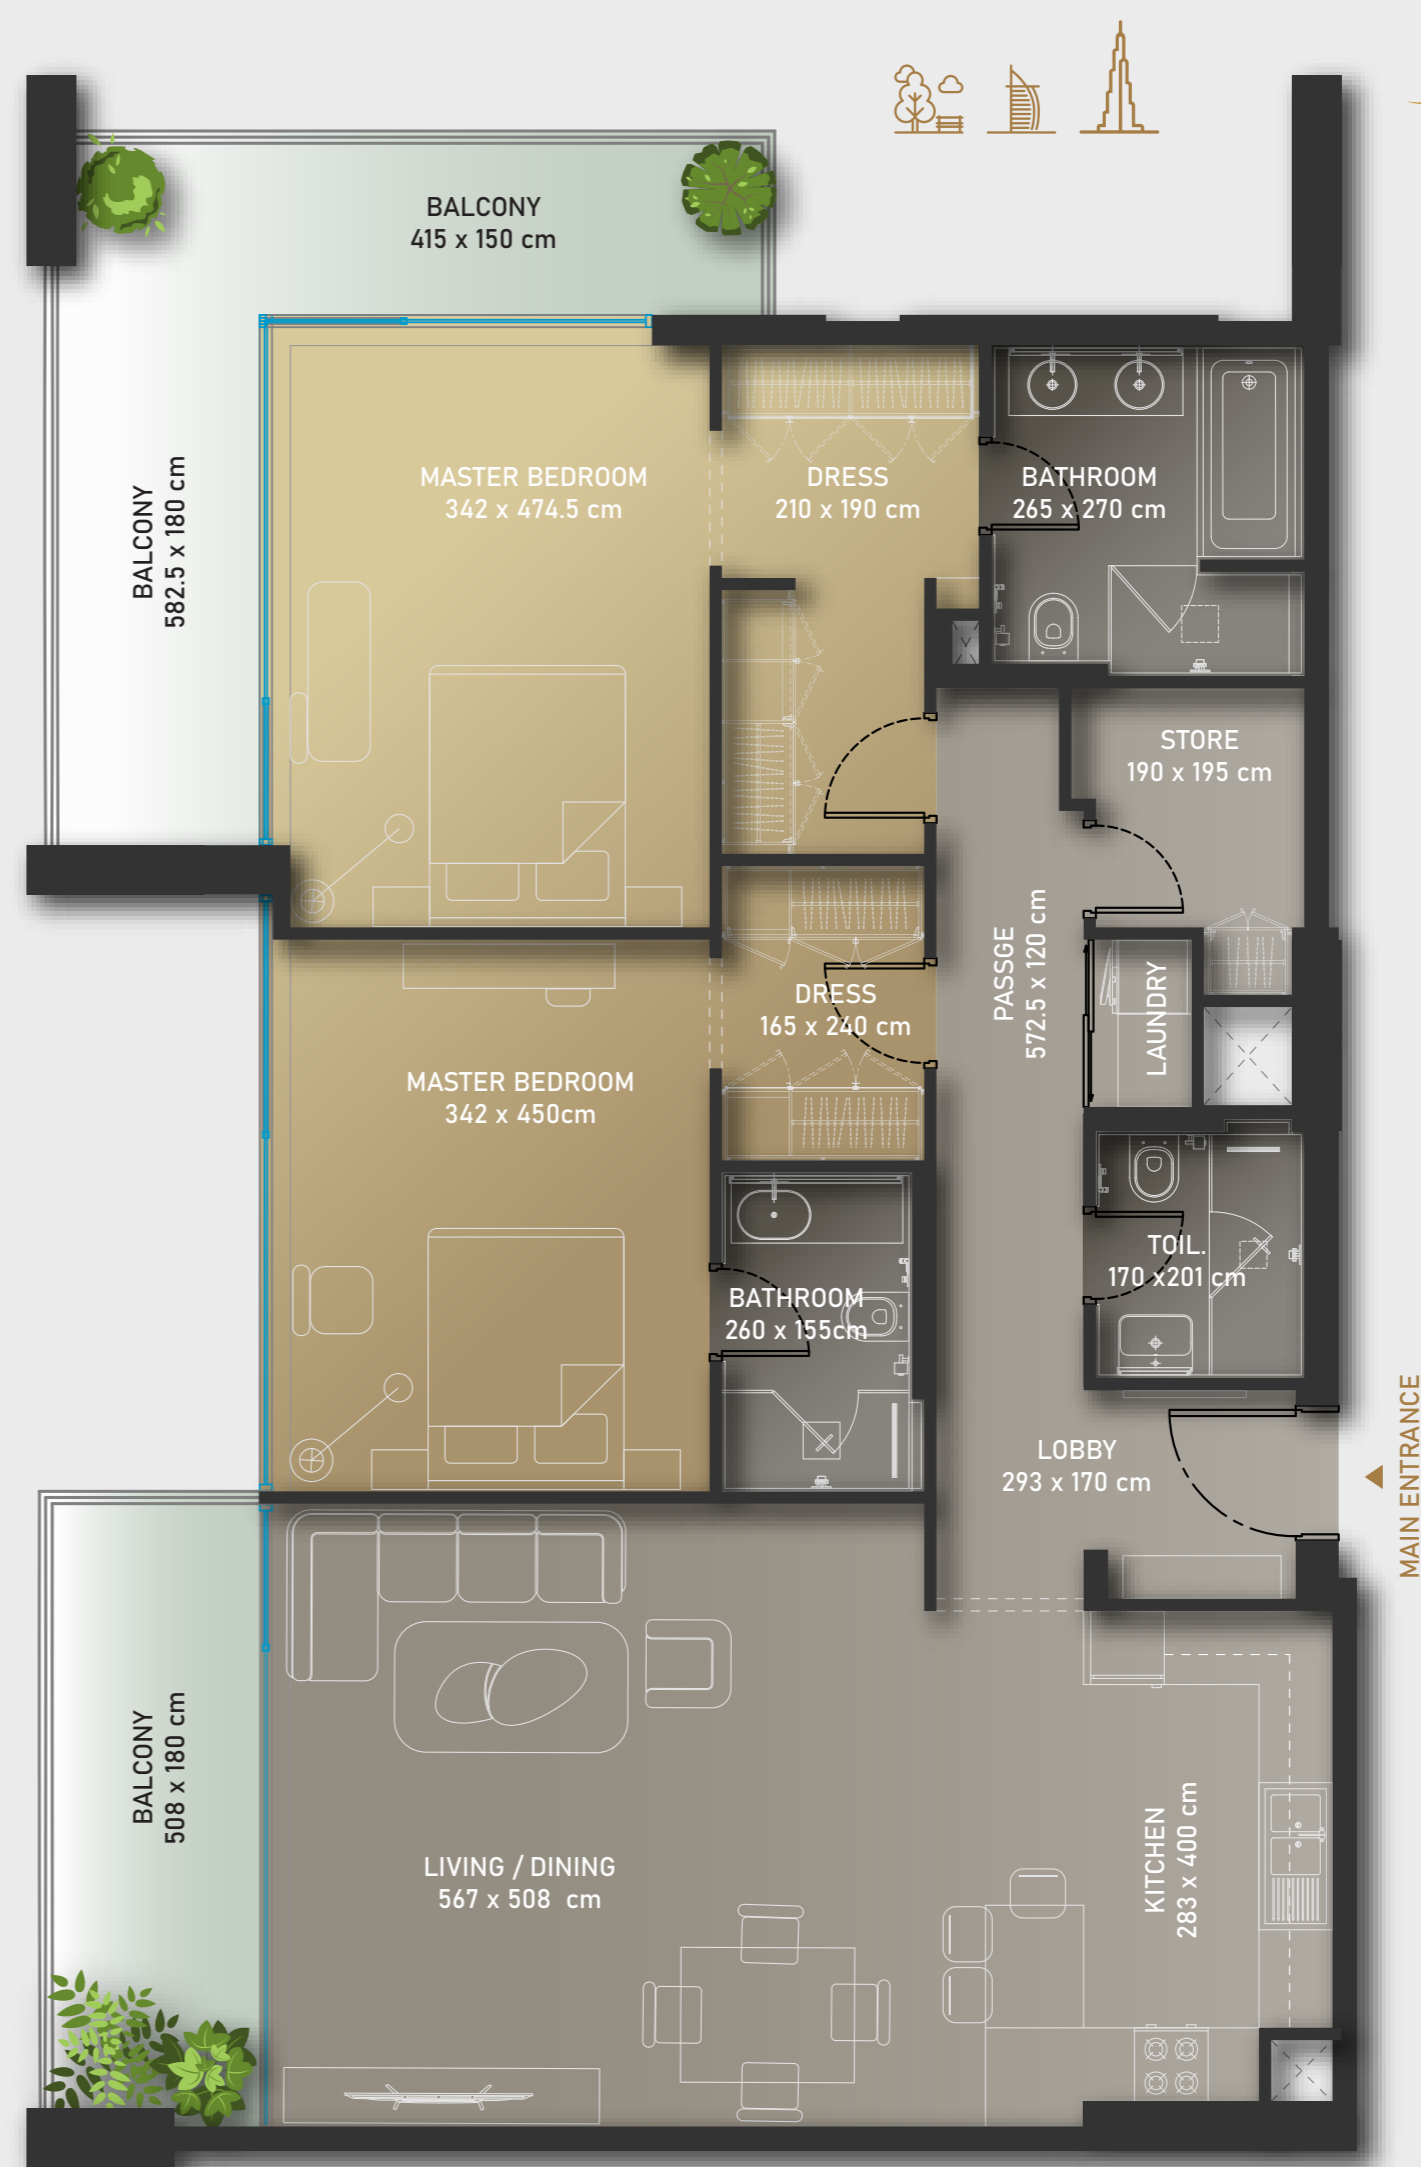 BALCONY
415 x 150 cm
BALCONY
582.5 x 180 cm
MASTER BEDROOM
342 x 474.5 cm
DRESS
210 x 190 cm
BATHROOM
265 x 270 cm
STORE
190 x 195 cm
PASSGE
572.5 x 120 cm
LAUNDRY
DRESS
165 x 240 cm
MASTER BEDROOM
342 x 450cm
TOIL.
170 x201 cm
BATHROOM
260 x 155cm
LOBBY
293 x 170 cm
MAIN ENTRANCE
BALCONY
508 x 180 cm
LIVING / DINING
567 x 508 cm
KITCHEN
283 x 400 cm